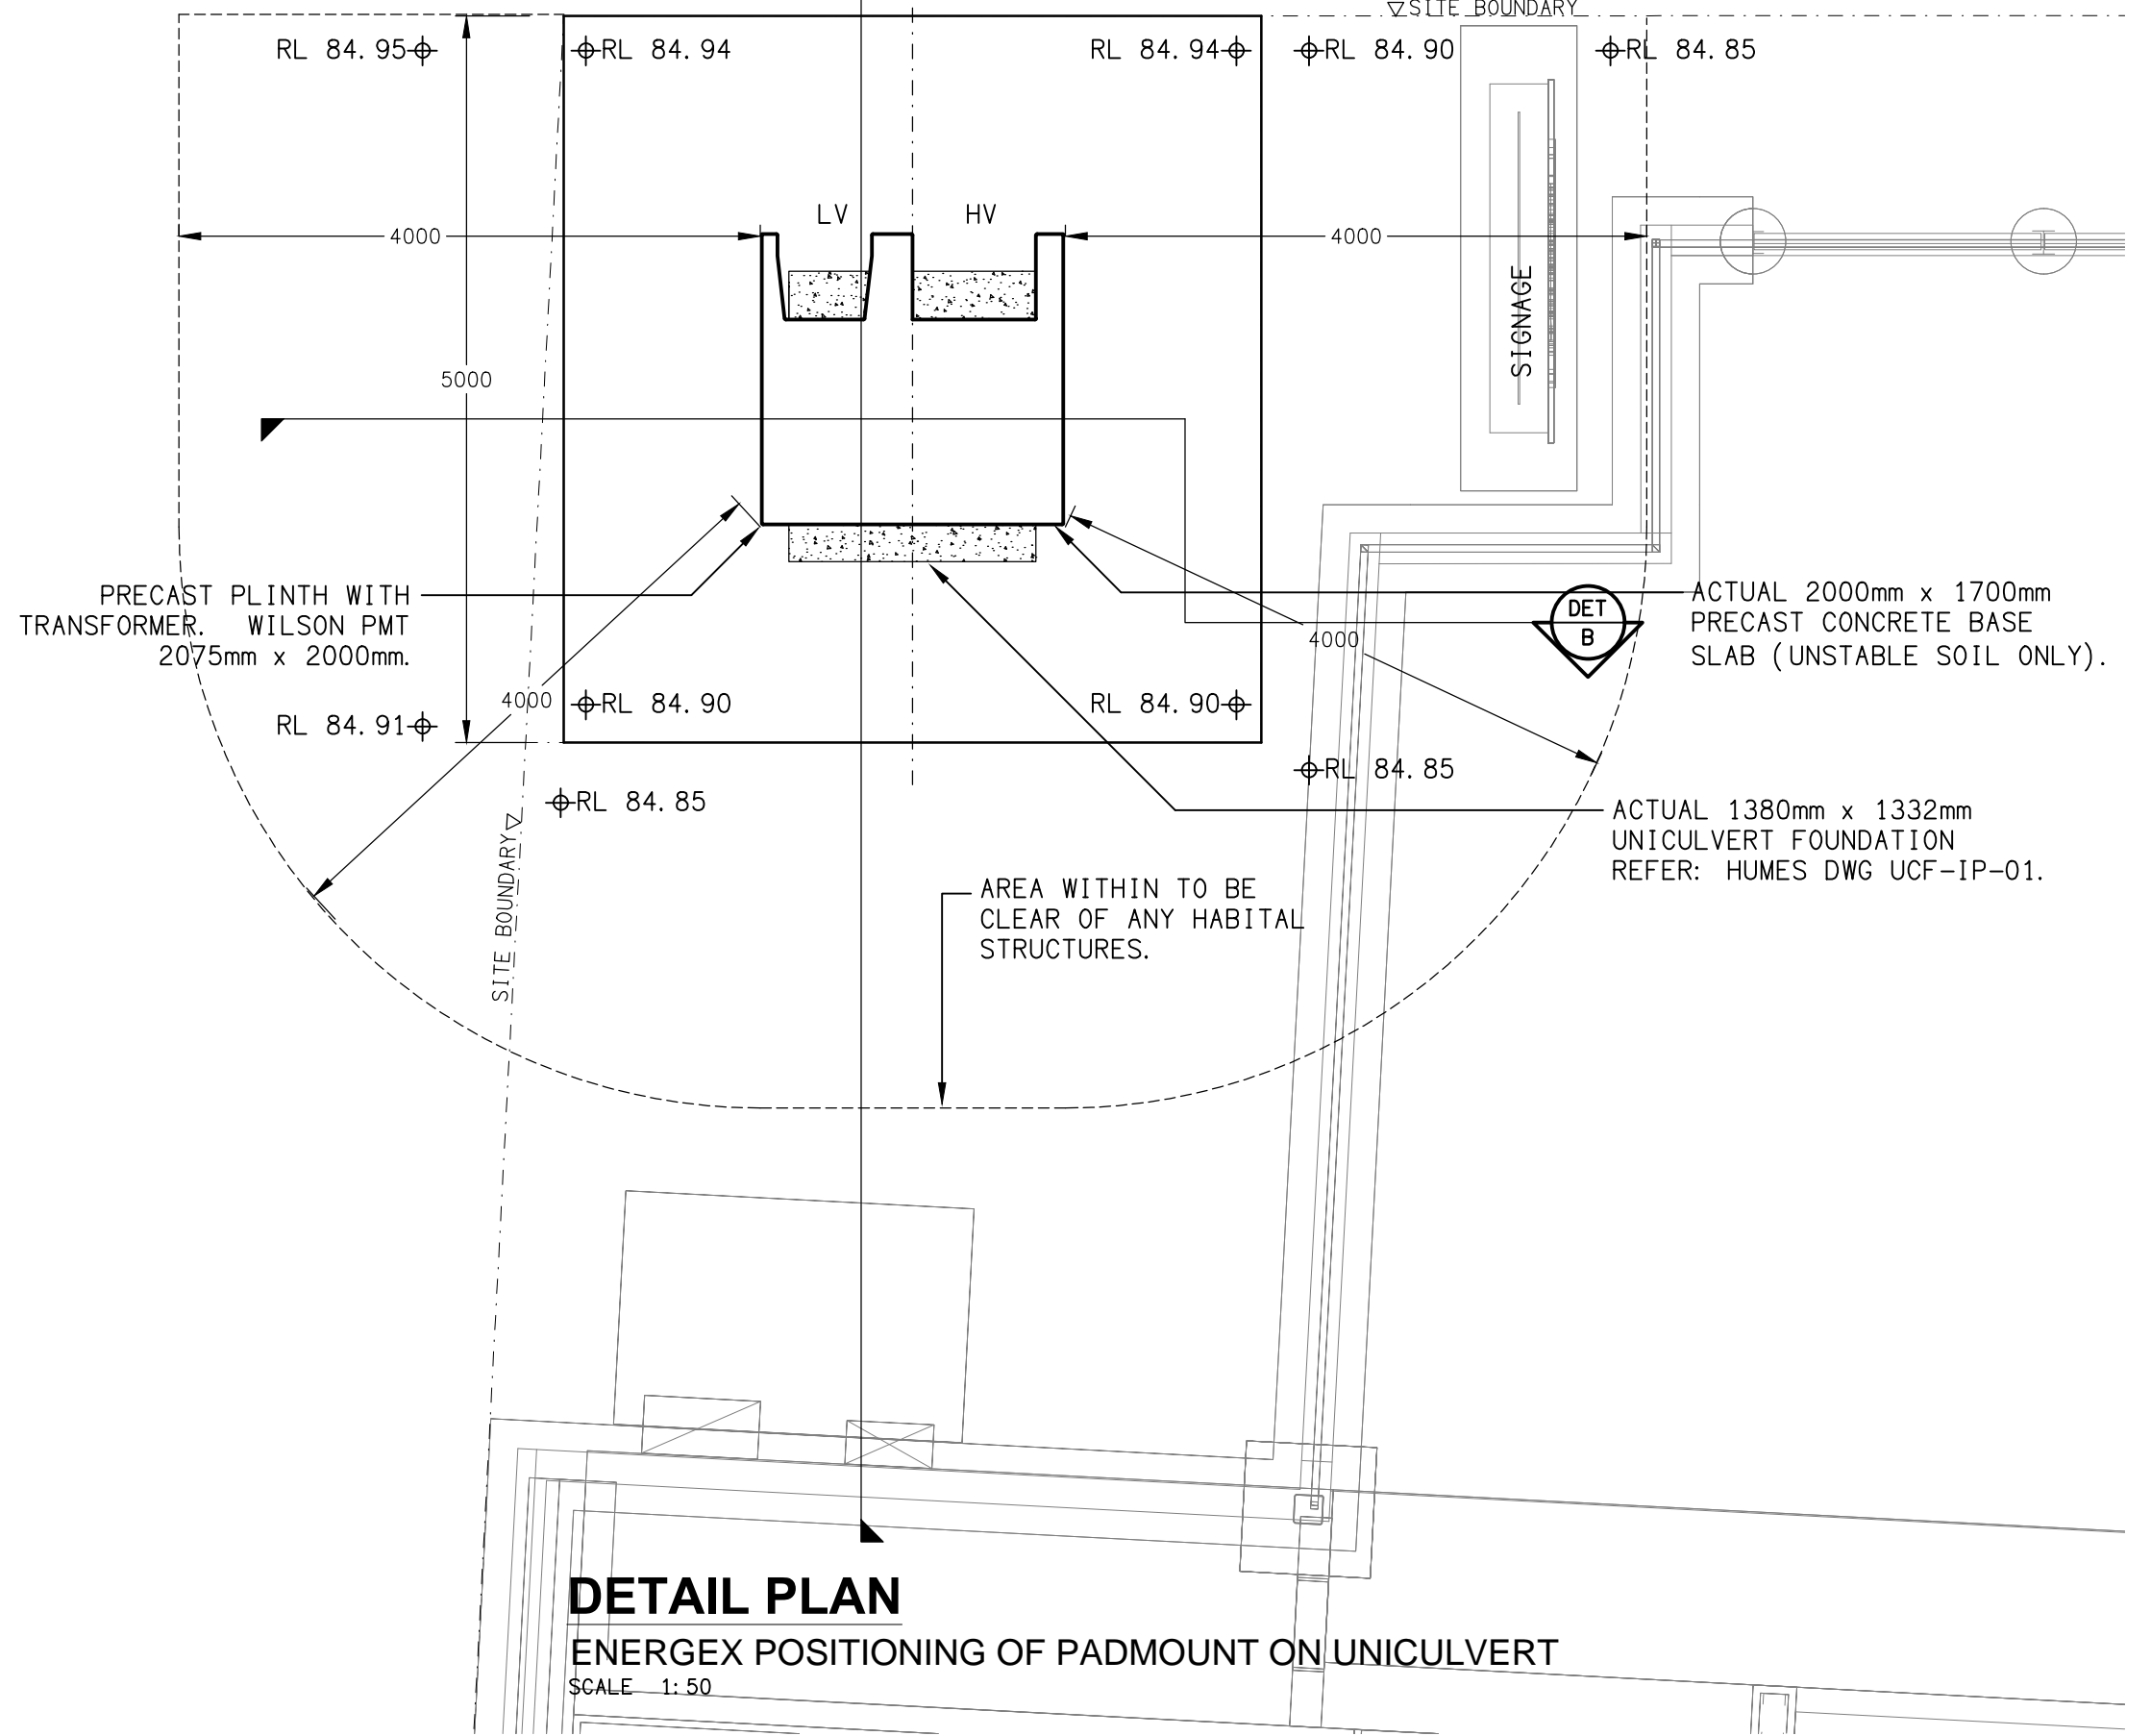 SITE BOUNDARY
RL 84.95
RL 84.94
RL 84.94
RL 84.90
RL 84.85
LV
HV
4000
4000
SIGNAGE
5000
PRECAST PLINTH WITH
TRANSFORMER. WILSON PMT
2075mm x 2000mm.
DET
B
ACTUAL 2000mm x 1700mm
PRECAST CONCRETE BASE
SLAB (UNSTABLE SOIL ONLY).
4000
4000
RL 84.90
RL 84.90
RL 84.91
RL 84.85
RL 84.85
ACTUAL 1380mm x 1332mm
UNICULVERT FOUNDATION
REFER: HUMES DWG UCF-IP-01.
SITE BOUNDARY
AREA WITHIN TO BE
CLEAR OF ANY HABITAL
STRUCTURES.
DETAIL PLAN
ENERGEX POSITIONING OF PADMOUNT ON UNICULVERT
SCALE 1:50